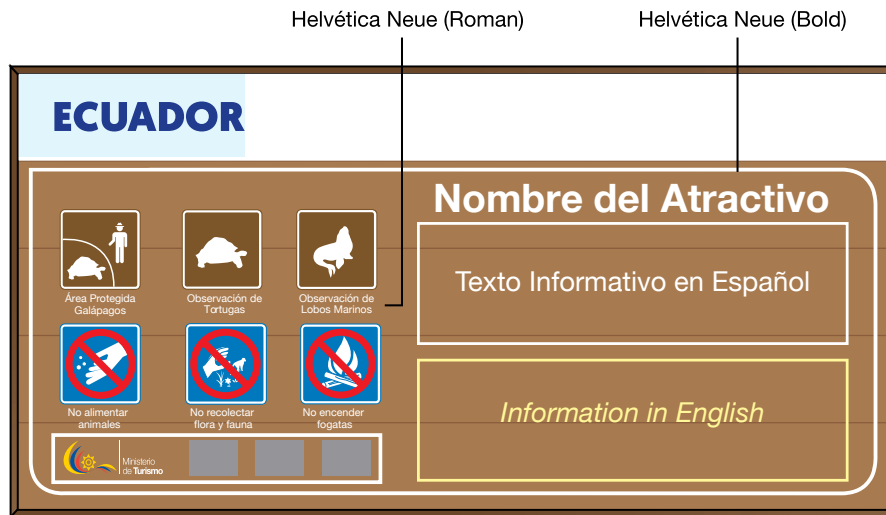 Helvética Neue (Roman)
Helvética Neue (Bold)
ECUADOR
Nombre del Atractivo
Texto Informativo en Español
Information in English
Área Protegida
Galápagos
Observación de
Tortugas
Observación de
Lobos Marinos
No alimentar
animales
No recolectar
flora y fauna
No encender
fogatas
Ministerio
de Turismo